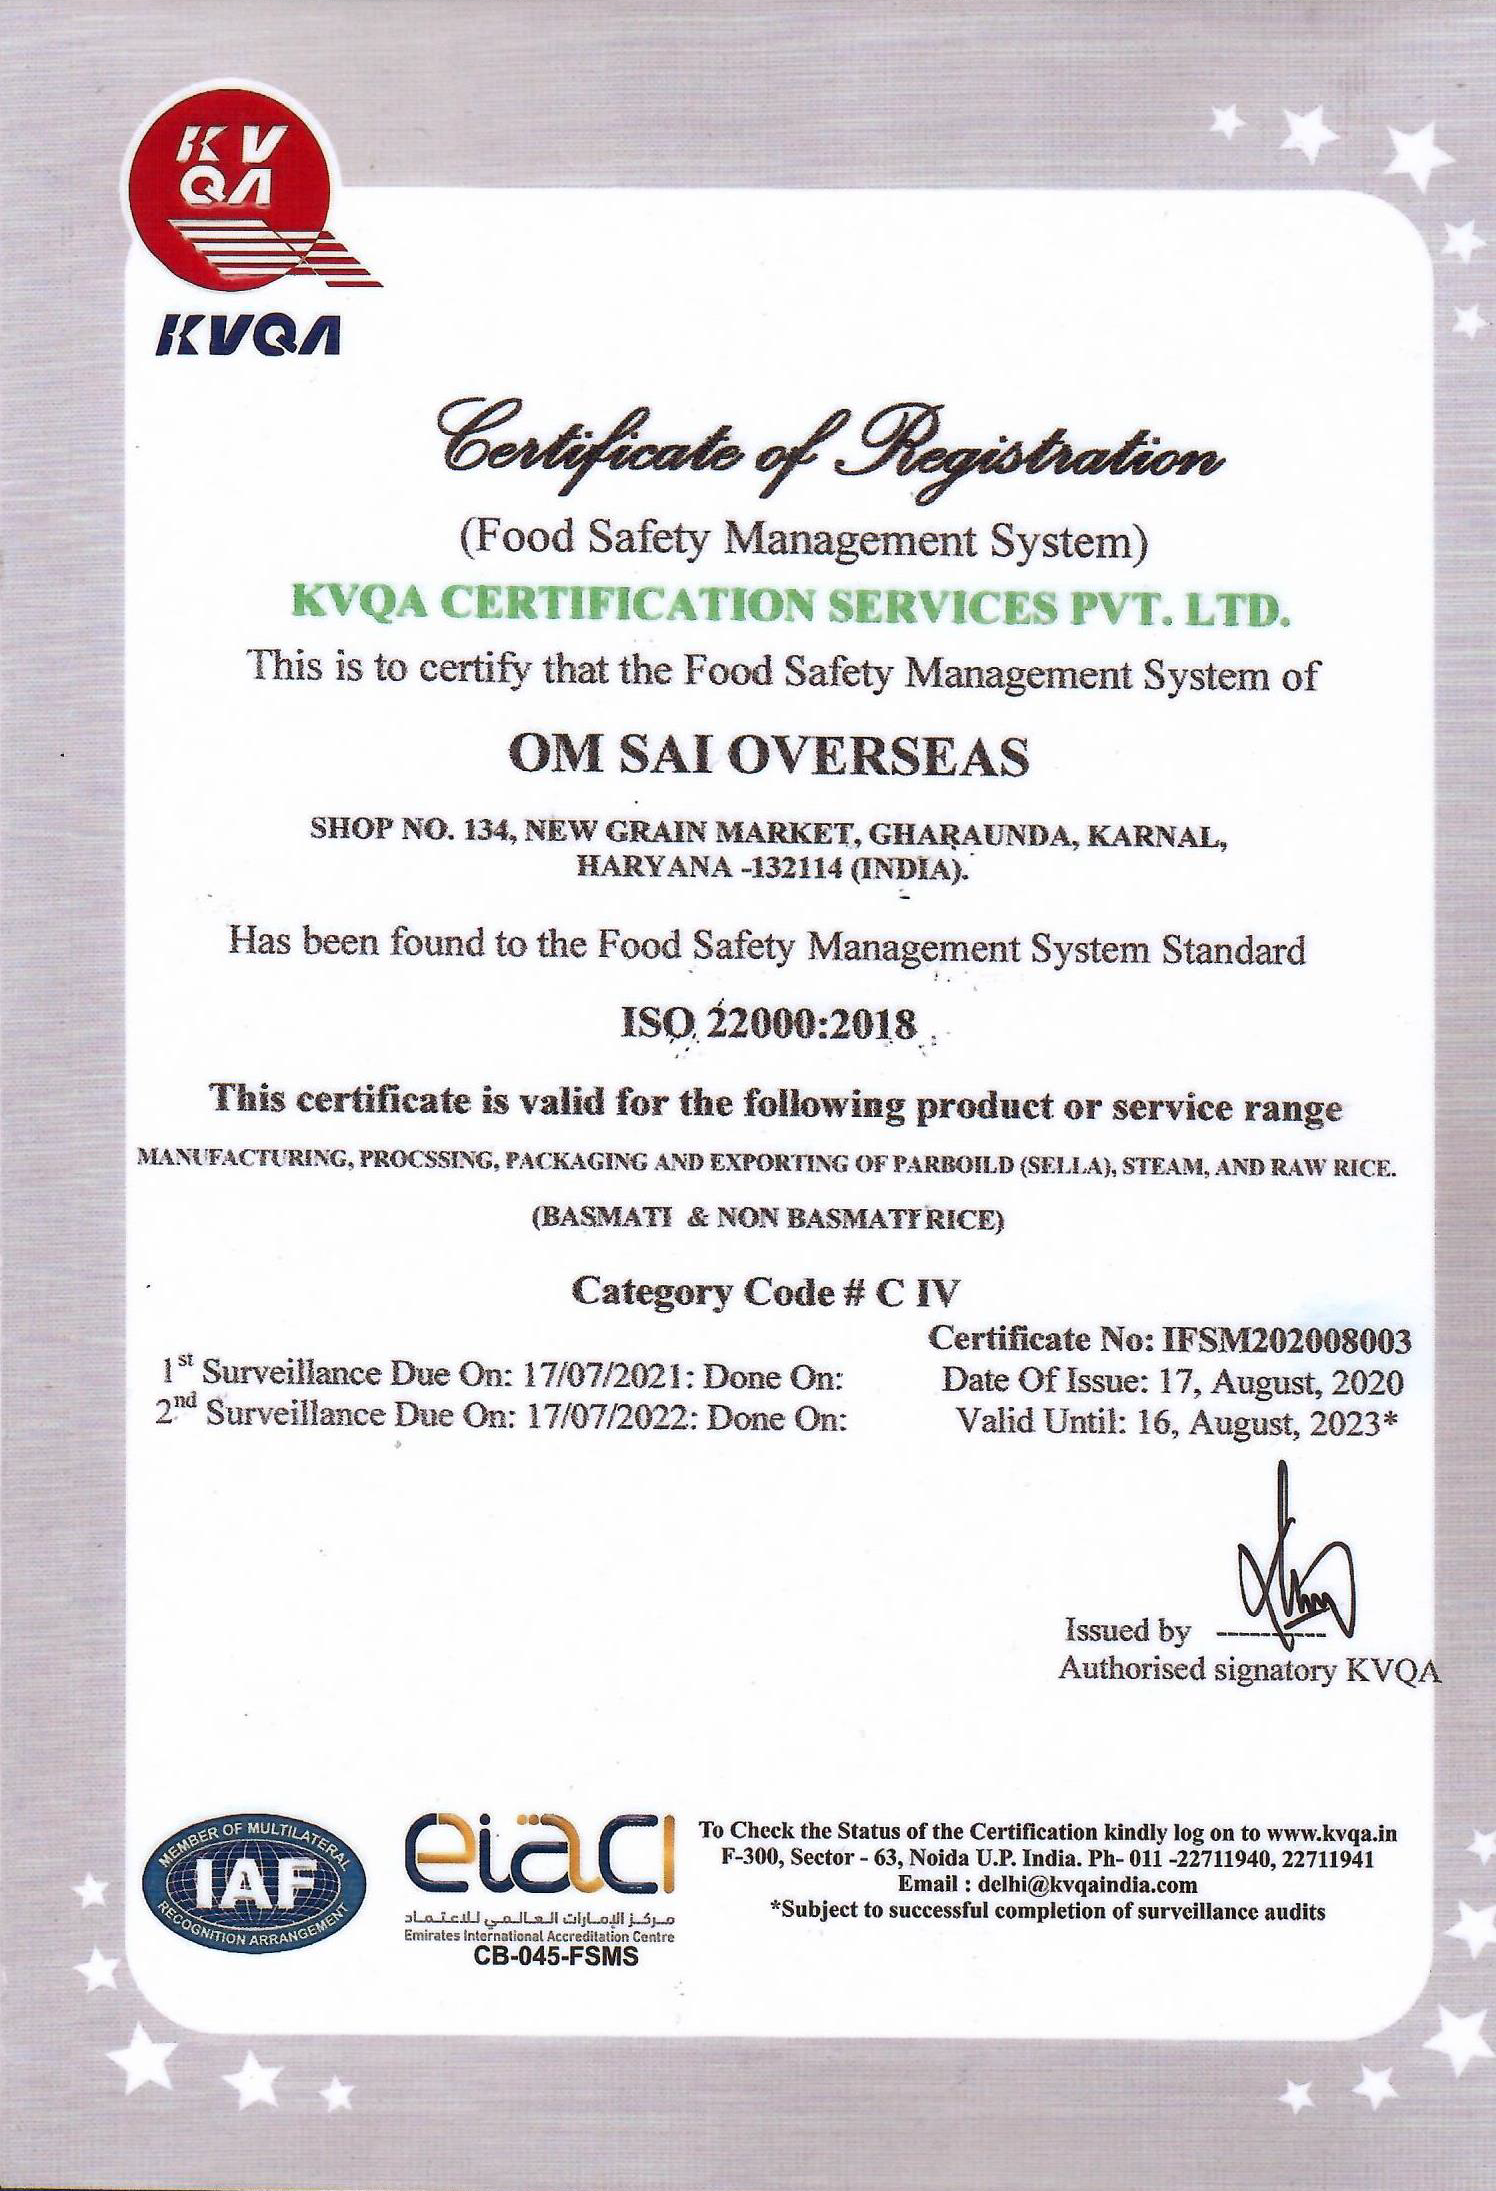 KV
QA
KVQA
Certificate of Registration
(Food Safety Management System)
KVQA CERTIFICATION SERVICES PVT. LTD.
This is to certify that the Food Safety Management System of
OM SAI OVERSEAS
SHOP NO. 134, NEW GRAIN MARKET, GHARAUNDA, KARNAL,
HARYANA -132114 (INDIA).
Has been found to the Food Safety Management System Standard
ISO 22000:2018
This certificate is valid for the following product or service range
MANUFACTURING, PROCSSING, PACKAGING AND EXPORTING OF PARBOILD (SELLA), STEAM, AND RAW RICE.
(BASMATI & NON BASMATI RICE)
Category Code # C IV
Certificate No: IFSM202008003
1st Surveillance Due On: 17/07/2021: Done On:
Date Of Issue: 17, August, 2020
2nd Surveillance Due On: 17/07/2022: Done On:
Valid Until: 16, August, 2023*
Issued by ----------
Authorised signatory KVQA
MEMBER OF MULTILATERAL
IAF
RECOGNITION ARRANGEMENT
eiac
مركز الإمارات العالمي للاعتماد
Emirates International Accreditation Centre
CB-045-FSMS
To Check the Status of the Certification kindly log on to www.kvqa.in
F-300, Sector - 63, Noida U.P. India. Ph- 011 -22711940, 22711941
Email : delhi@kvqaindia.com
*Subject to successful completion of surveillance audits